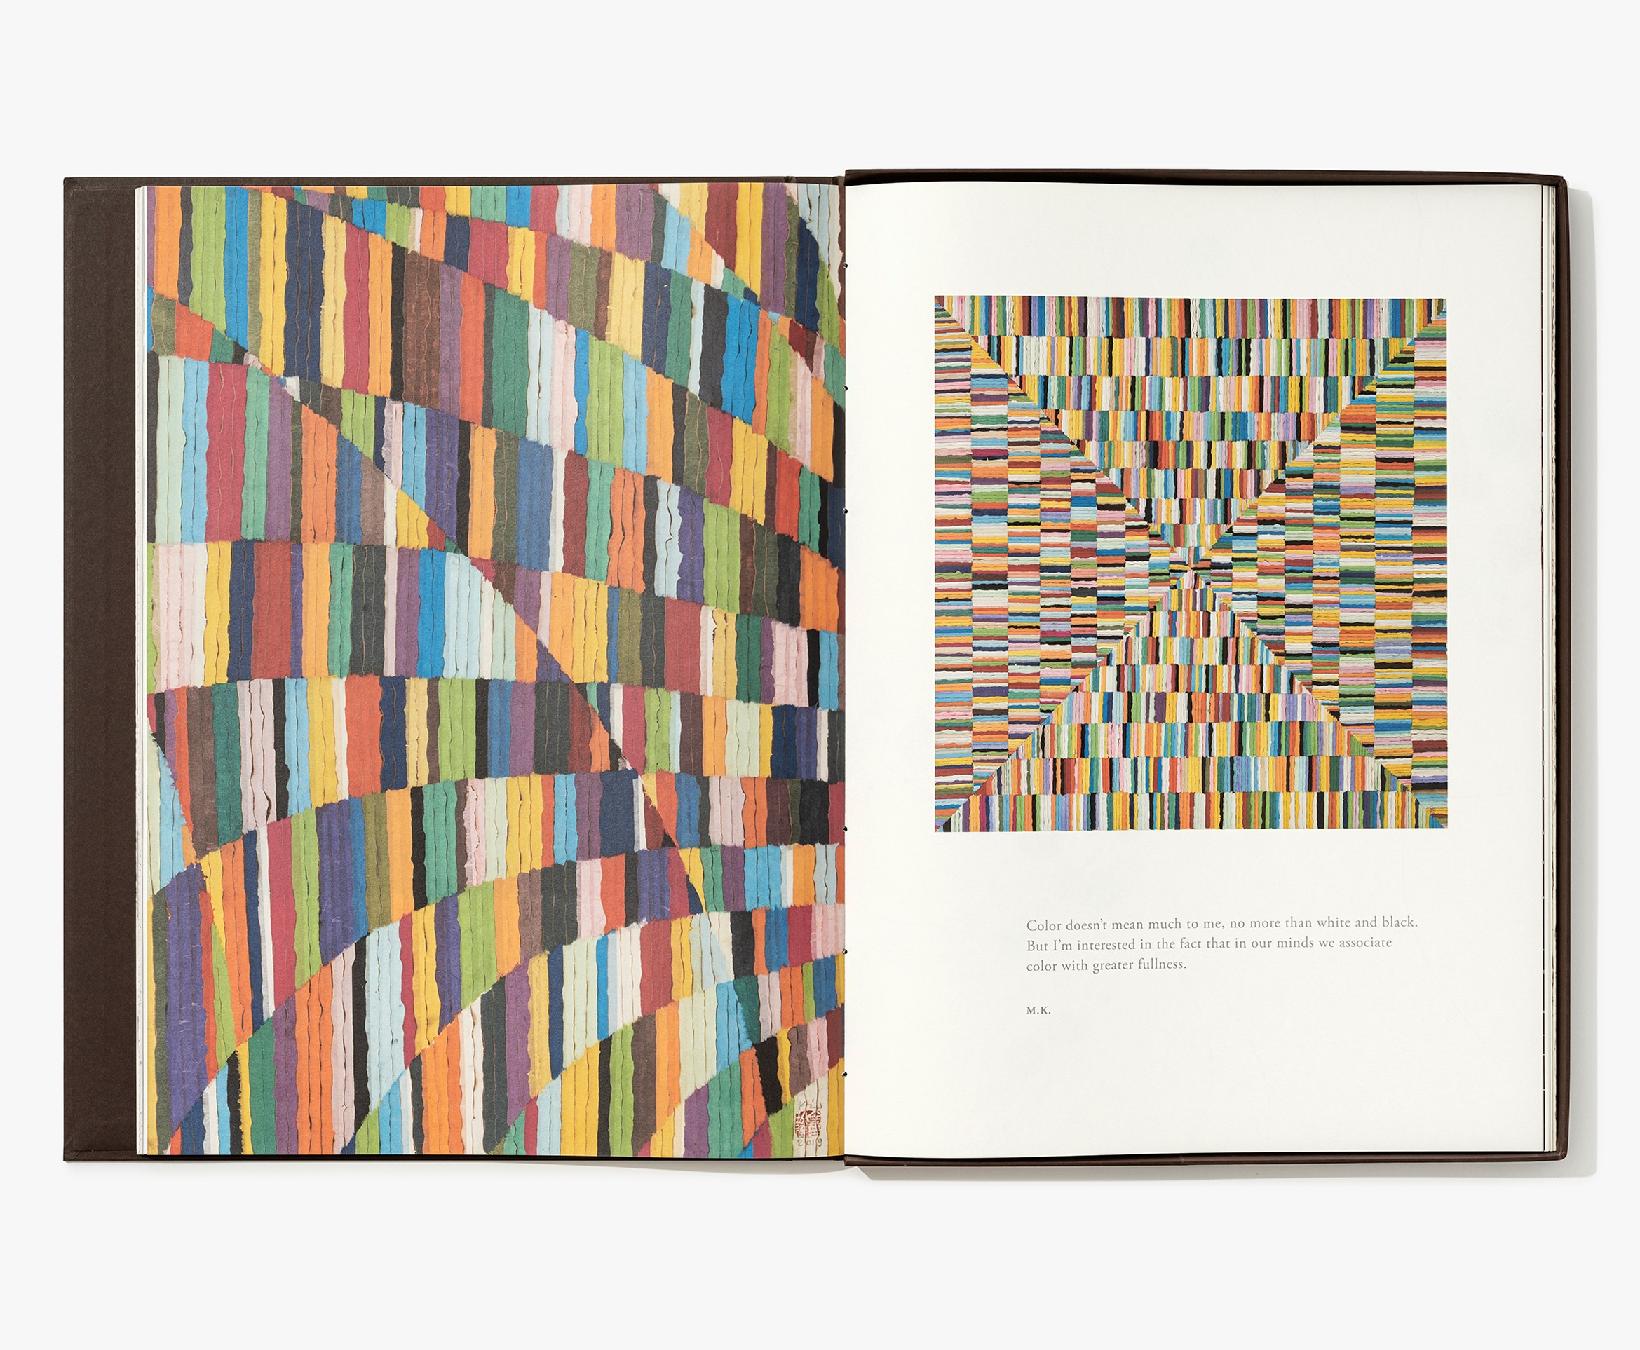 Color doesn't mean much to me, no more than white and black.
But I'm interested in the fact that in our minds we associate
color with greater fullness.
M.K.